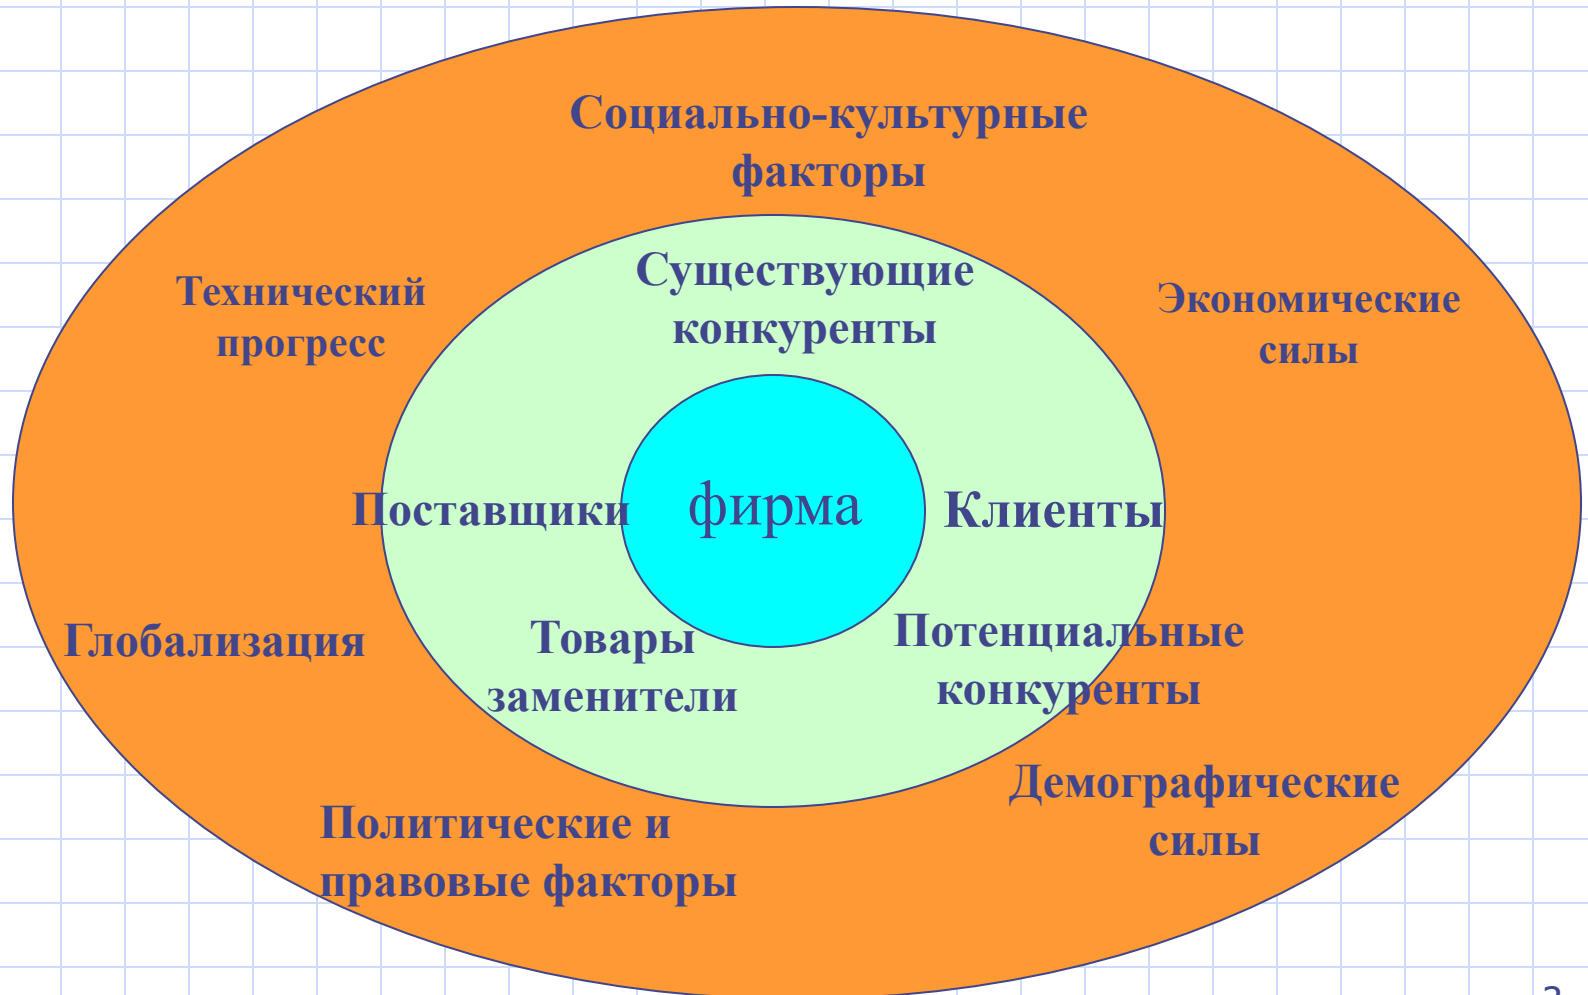 Социально-культурные
факторы
Существующие
конкуренты
Технический
прогресс
Экономические
силы
Поставщики
фирма
Клиенты
Глобализация
Товары
заменители
Потенциальные
конкуренты
Демографические
силы
Политические и
правовые факторы